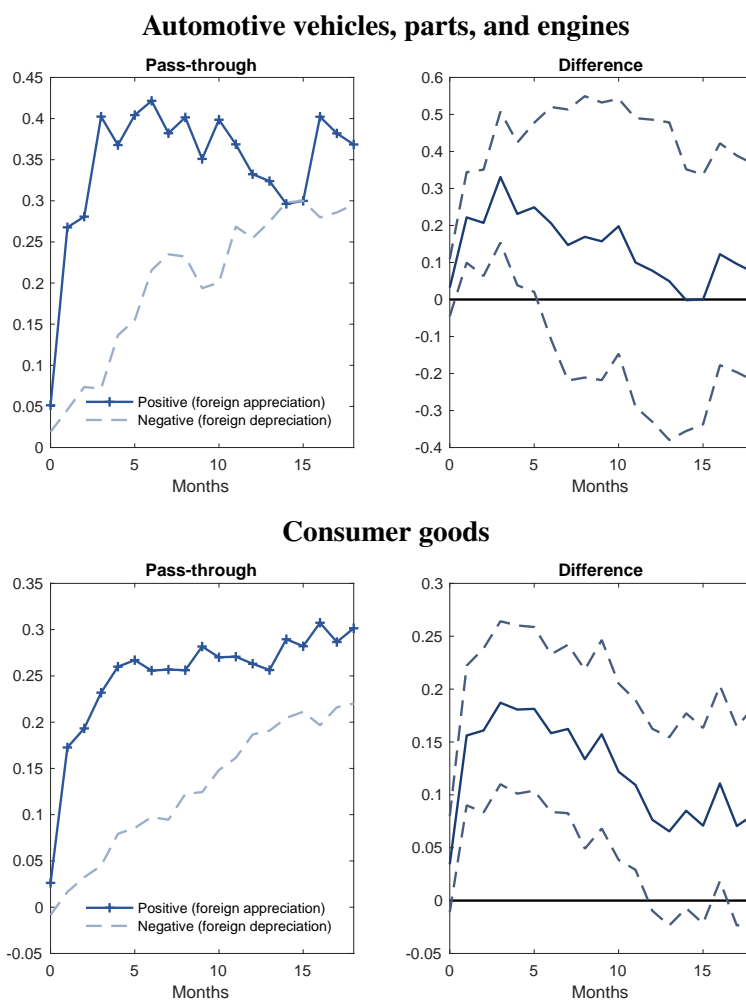 Automotive vehicles, parts, and engines
Pass-through
0.45
0.4
0.35
0.3
0.25
0.2
0.15
0.1
0.05
0
Positive (foreign appreciation)
Negative (foreign depreciation)
0 5 10 15
Months
Difference
0.6
0.5
0.4
0.3
0.2
0.1
0
-0.1
-0.2
-0.3
-0.4
0 5 10 15
Months
Consumer goods
Pass-through
0.35
0.3
0.25
0.2
0.15
0.1
0.05
0
-0.05
Positive (foreign appreciation)
Negative (foreign depreciation)
0 5 10 15
Months
Difference
0.3
0.25
0.2
0.15
0.1
0.05
0
-0.05
0 5 10 15
Months